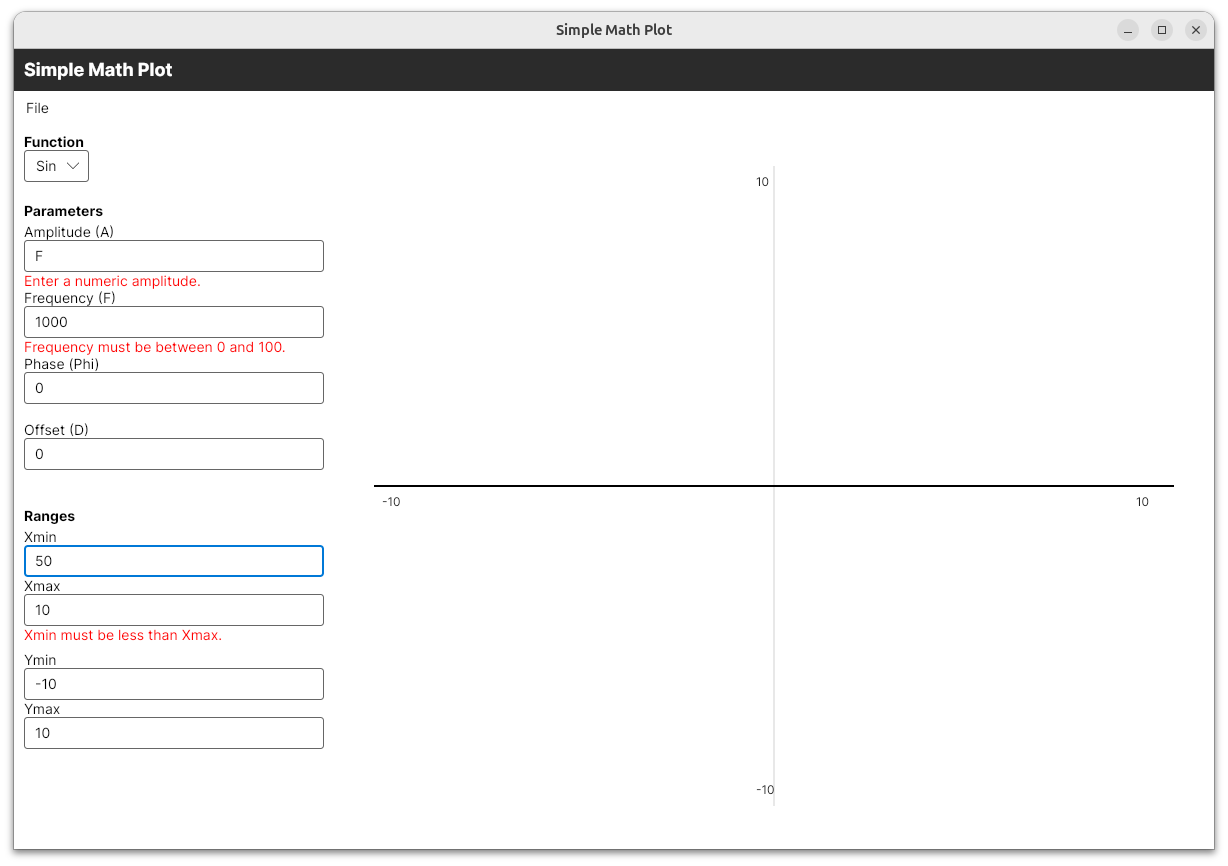 Simple Math Plot
Simple Math Plot
File
Function
Sin
Parameters
Amplitude (A)
F
Enter a numeric amplitude.
Frequency (F)
1000
Frequency must be between 0 and 100.
Phase (Phi)
0
Offset (D)
0
Ranges
Xmin
50
Xmax
10
Xmin must be less than Xmax.
Ymin
-10
Ymax
10
10
-10 10
-10